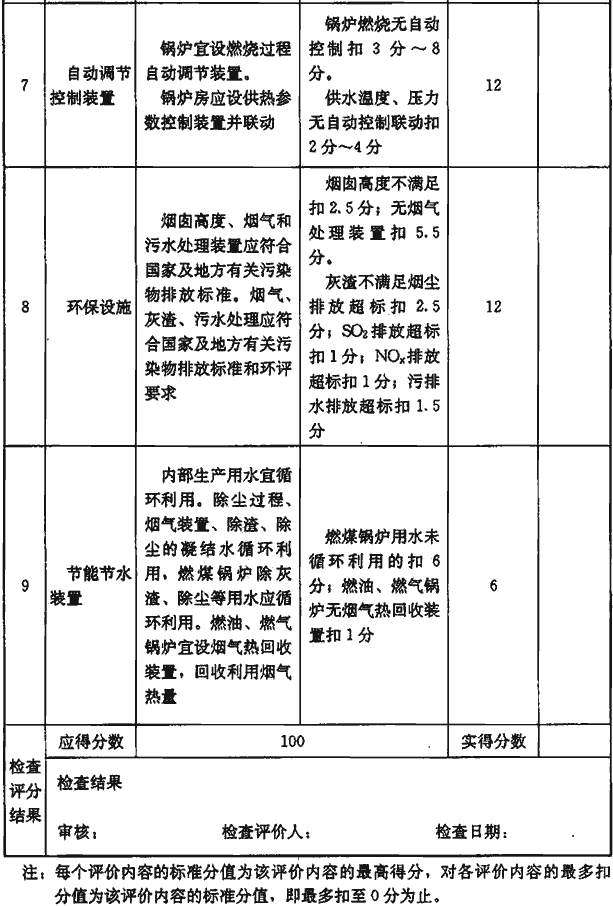 7
自动调节
控制装置
锅炉宜设燃烧过程
自动调节装置。
锅炉房应设供热参
数控制装置并联动
锅炉燃烧无自动
控制扣 3 分～8
分。
供水温度、压力
无自动控制联动扣
2分～4分
12
8
环保设施
烟囱高度、烟气和
污水处理装置应符合
国家及地方有关污染
物排放标准。烟气、
灰渣、污水处理应符
合国家及地方有关污
染物排放标准和环评
要求
烟囱高度不满足
扣2.5分；无烟气
处理装置扣 5.5
分。
灰渣不满足烟尘
排放超标扣 2.5
分；SO₂排放超标
扣1分；NOₓ排放
超标扣1分；污排
水排放超标扣1.5
分
12
9
节能节水
装置
内部生产用水宜循
环利用。除尘过程、
烟气装置、除渣、除
尘的凝结水循环利
用，燃煤锅炉除灰
渣、除尘等用水应循
环利用。燃油、燃气
锅炉宜设烟气热回收
装置，回收利用烟气
热量
燃煤锅炉用水未
循环利用的扣 6
分；燃油、燃气锅
炉无烟气热回收装
置扣1分
6
检查
评分
结果
应得分数
100
实得分数
检查结果
审核：
检查评价人：
检查日期：
注：每个评价内容的标准分值为该评价内容的最高得分，对各评价内容的最多扣
分值为该评价内容的标准分值，即最多扣至0分为止。